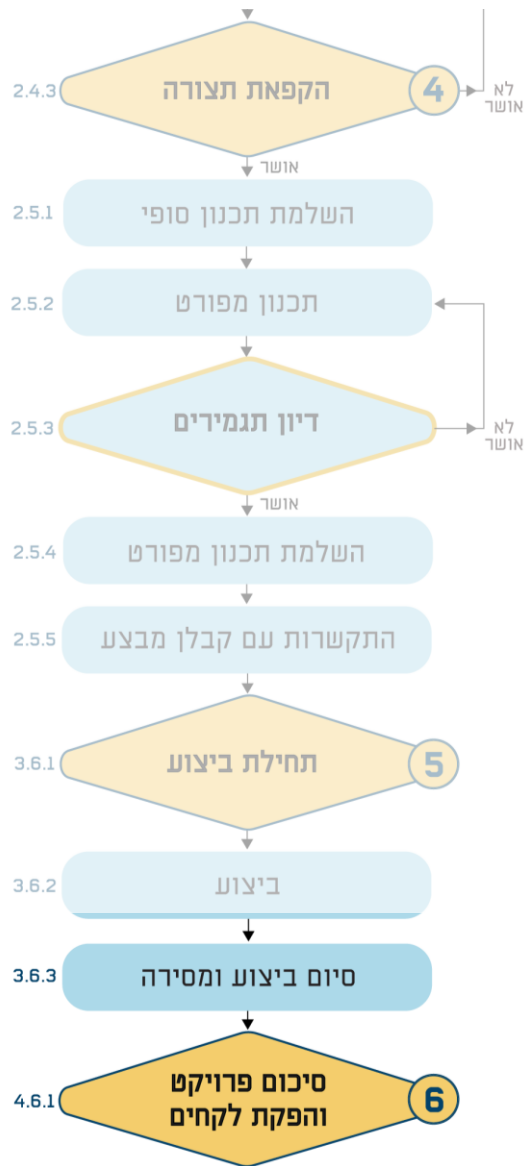 2.4.3
הקפאת תצורה
4
לא
אושר
אושר
2.5.1
השלמת תכנון סופי
2.5.2
תכנון מפורט
2.5.3
דיון תגמירים
לא
אושר
אושר
2.5.4
השלמת תכנון מפורט
2.5.5
התקשרות עם קבלן מבצע
3.6.1
תחילת ביצוע
5
3.6.2
ביצוע
3.6.3
סיום ביצוע ומסירה
4.6.1
סיכום פרויקט
והפקת לקחים
6